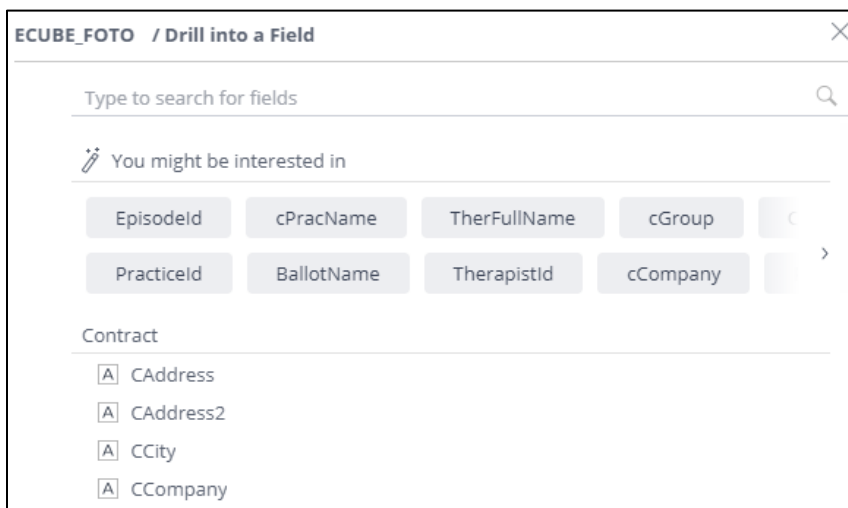 ECUBE_FOTO / Drill into a Field
Type to search for fields
You might be interested in
EpisodeId cPracName TherFullName cGroup
PracticeId BallotName TherapistId cCompany
Contract
A CAddress
A CAddress2
A CCity
A CCompany